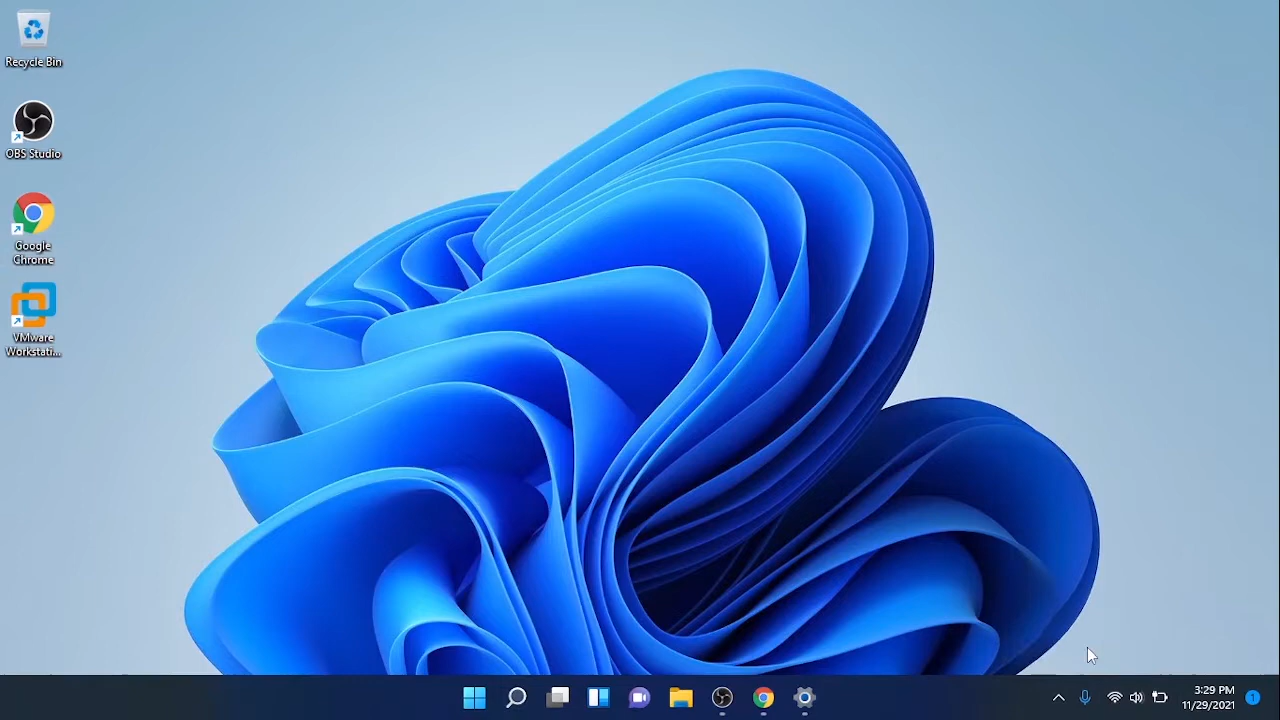 Recycle Bin
OBS Studio
Google
Chrome
VMware
Workstati...
3:29 PM
11/29/2021
1